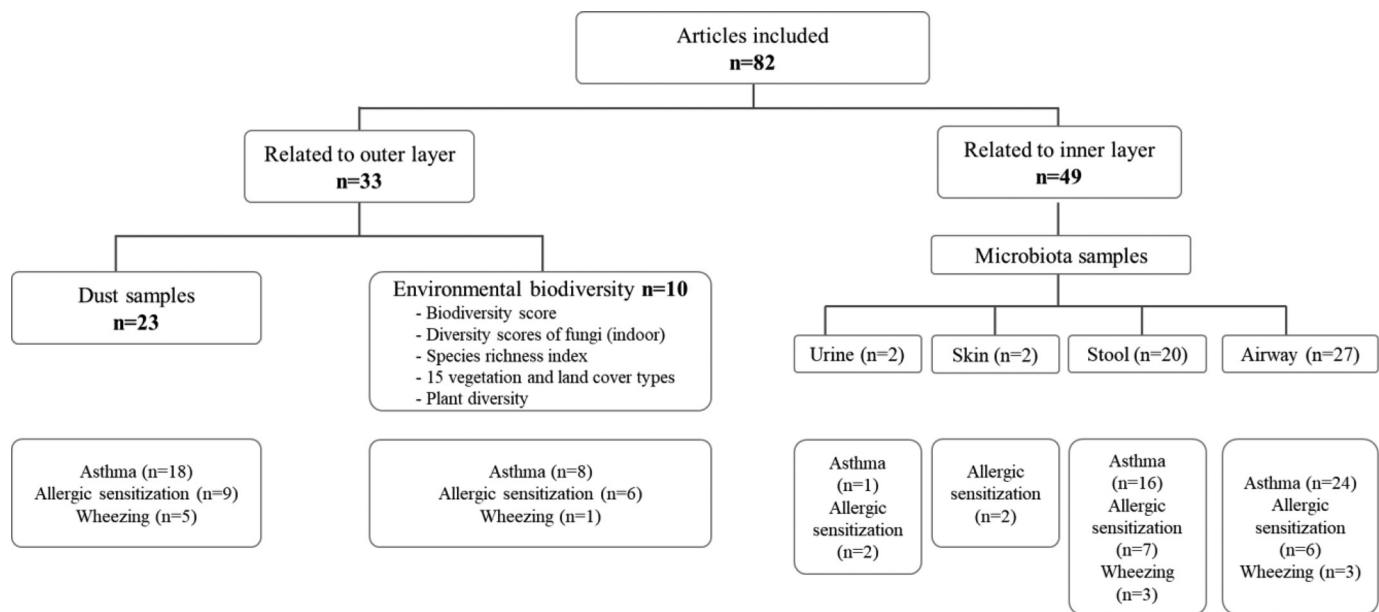 Articles included
n=82
Related to outer layer
n=33
Related to inner layer
n=49
Dust samples
n=23
Environmental biodiversity n=10
- Biodiversity score
- Diversity scores of fungi (indoor)
- Species richness index
- 15 vegetation and land cover types
- Plant diversity
Microbiota samples
Urine (n=2)
Skin (n=2)
Stool (n=20)
Airway (n=27)
Asthma (n=18)
Allergic sensitization (n=9)
Wheezing (n=5)
Asthma (n=8)
Allergic sensitization (n=6)
Wheezing (n=1)
Asthma
(n=1)
Allergic
sensitization
(n=2)
Allergic
sensitization
(n=2)
Asthma
(n=16)
Allergic
sensitization
(n=7)
Wheezing
(n=3)
Asthma (n=24)
Allergic
sensitization
(n=6)
Wheezing (n=3)